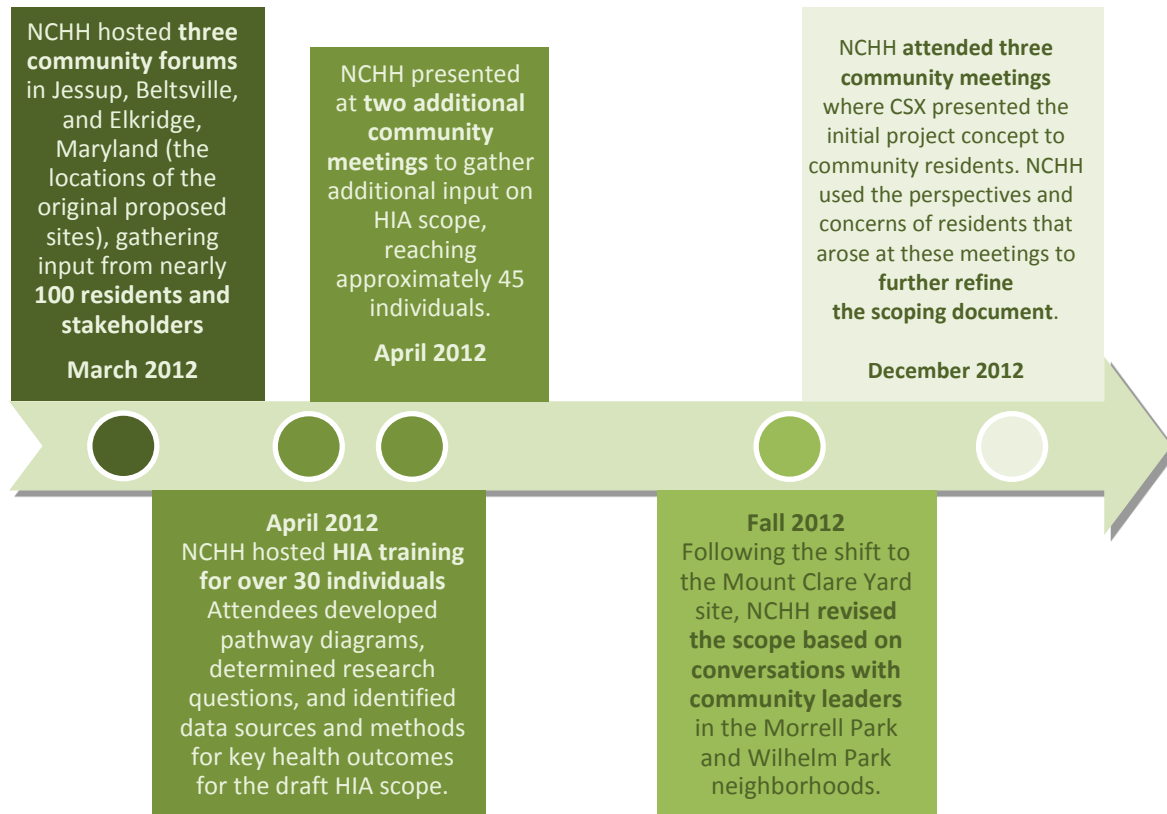 NCHH hosted three
community forums
in Jessup, Beltsville,
and Elkridge,
Maryland (the
locations of the
original proposed
sites), gathering
input from nearly
100 residents and
stakeholders
March 2012
NCHH presented
at two additional
community
meetings to gather
additional input on
HIA scope,
reaching
approximately 45
individuals.
April 2012
NCHH attended three
community meetings
where CSX presented the
initial project concept to
community residents. NCHH
used the perspectives and
concerns of residents that
arose at these meetings to
further refine
the scoping document.
December 2012
April 2012
NCHH hosted HIA training
for over 30 individuals
Attendees developed
pathway diagrams,
determined research
questions, and identified
data sources and methods
for key health outcomes
for the draft HIA scope.
Fall 2012
Following the shift to
the Mount Clare Yard
site, NCHH revised
the scope based on
conversations with
community leaders
in the Morrell Park
and Wilhelm Park
neighborhoods.